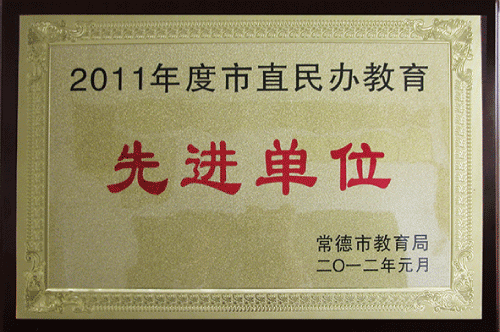 2011年度市直民办教育
先进单位
常德市教育局
二〇一二年元月